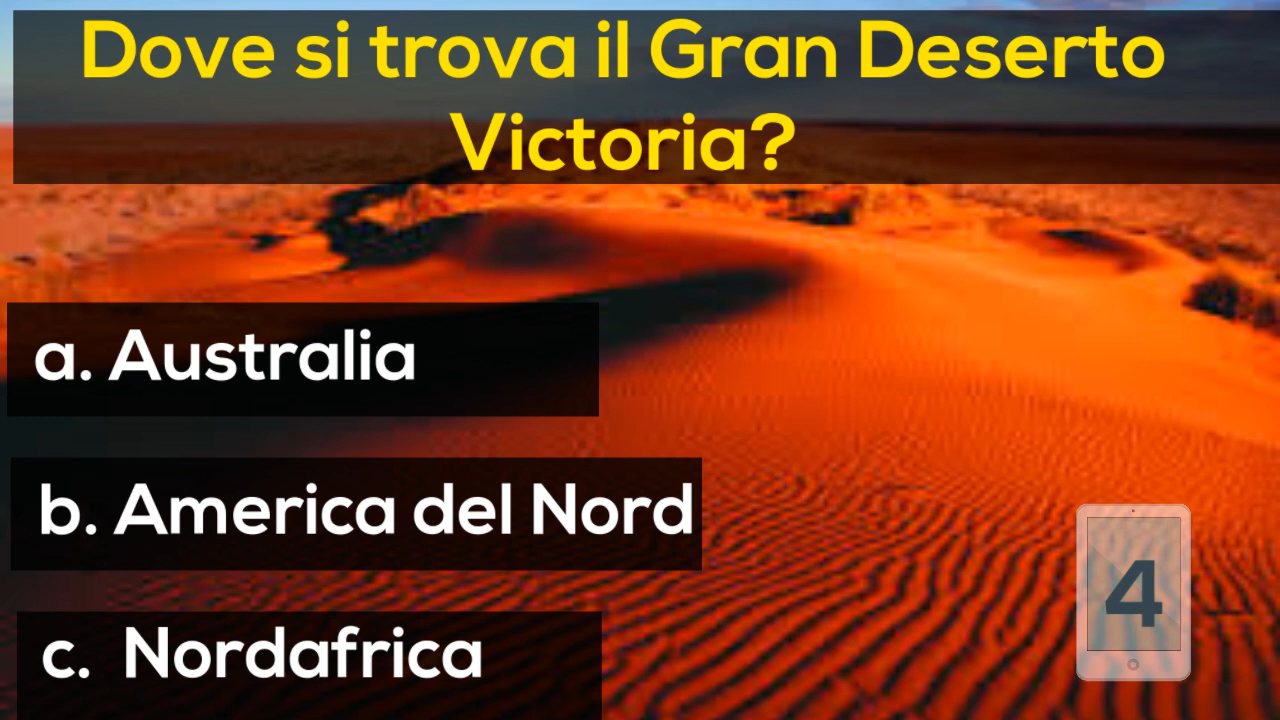 Dove si trova il Gran Deserto
Victoria?
a. Australia
b. America del Nord
c. Nordafrica
4